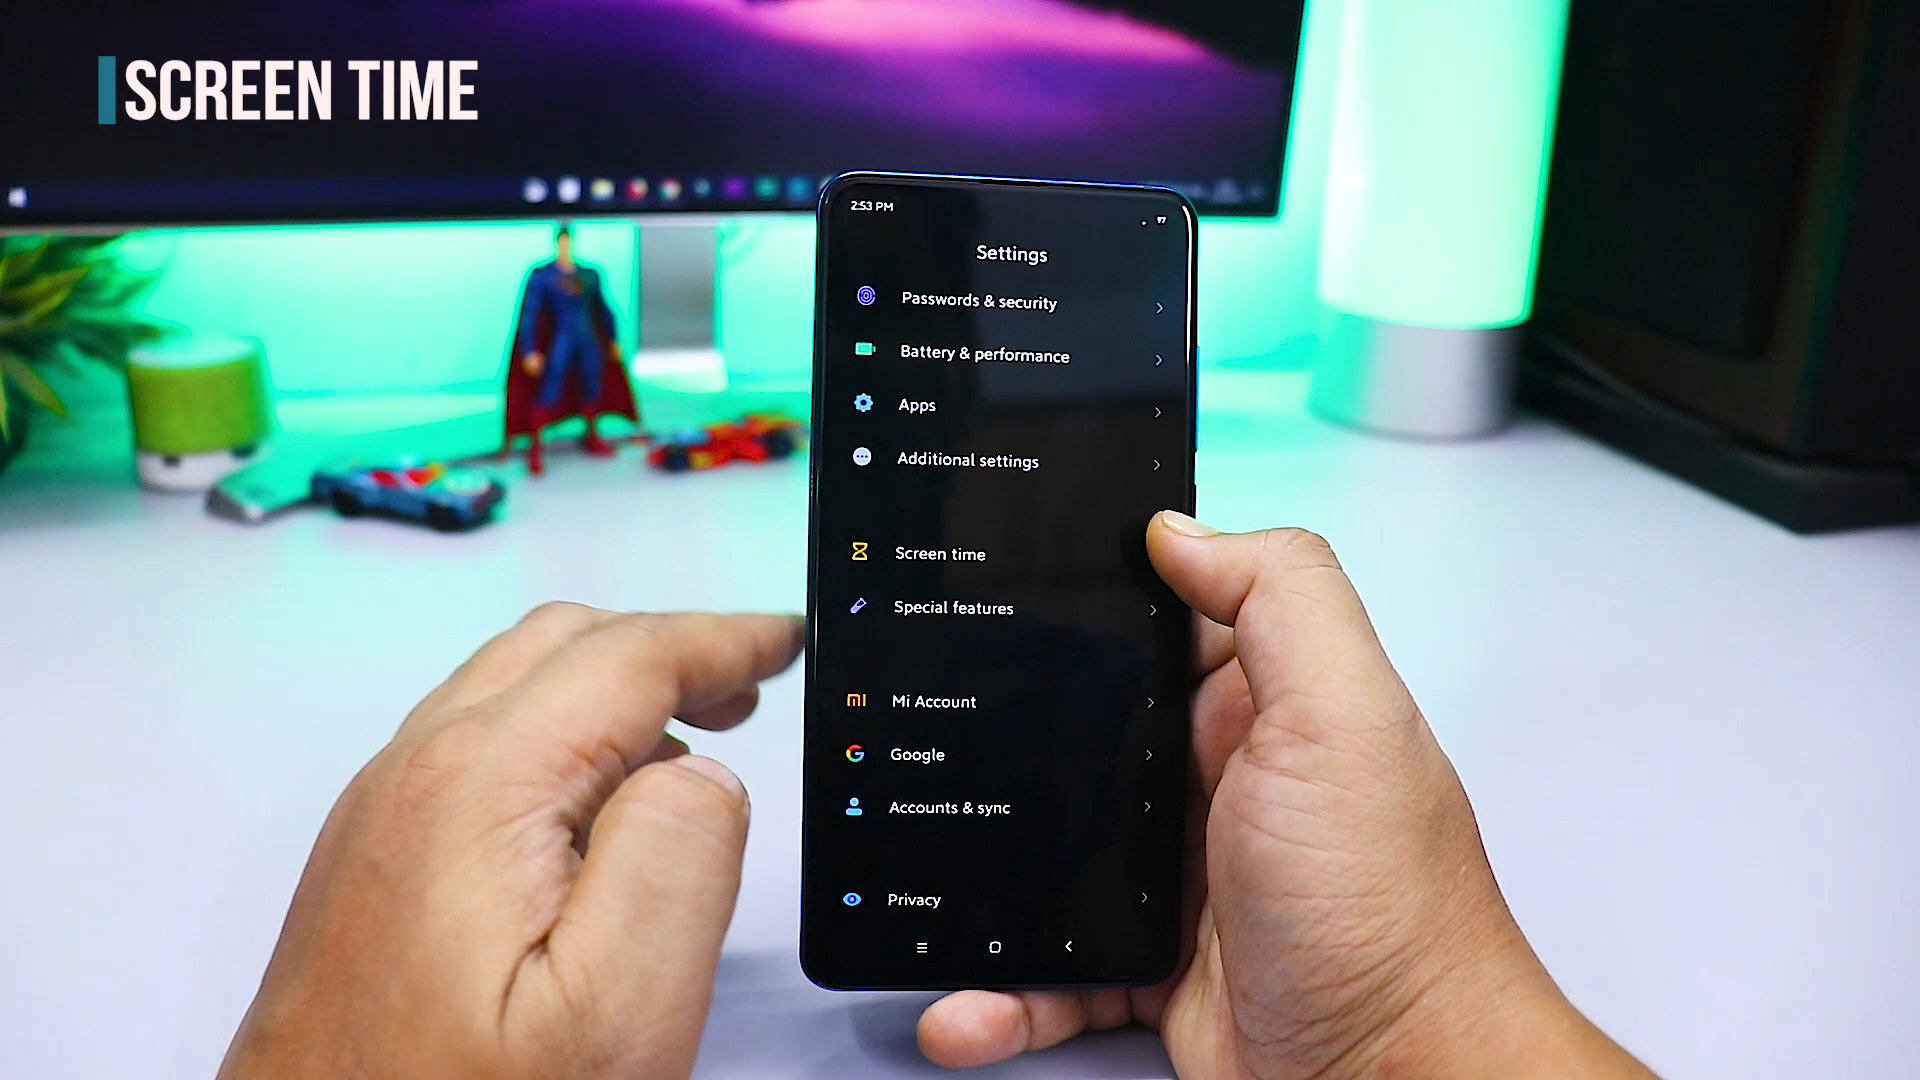 SCREEN TIME
2:53 PM
Settings
Passwords & security
Battery & performance
Apps
Additional settings
Screen time
Special features
Mi Account
Google
Accounts & sync
Privacy